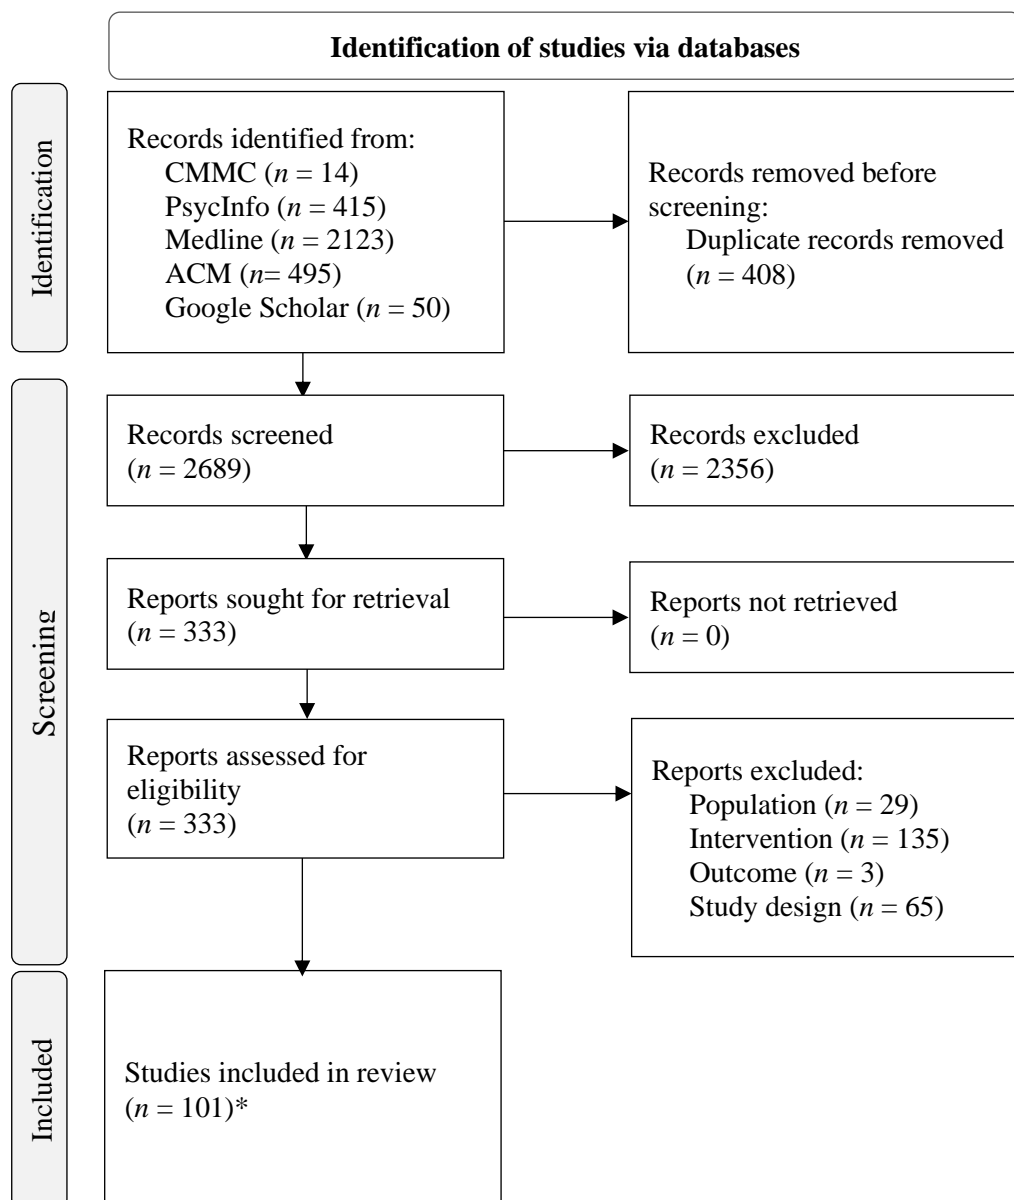 Identification of studies via databases
Identification
Records identified from:
CMMC (n = 14)
PsycInfo (n = 415)
Medline (n = 2123)
ACM (n= 495)
Google Scholar (n = 50)
Records removed before
screening:
Duplicate records removed
(n = 408)
Screening
Records screened
(n = 2689)
Records excluded
(n = 2356)
Reports sought for retrieval
(n = 333)
Reports not retrieved
(n = 0)
Reports assessed for
eligibility
(n = 333)
Reports excluded:
Population (n = 29)
Intervention (n = 135)
Outcome (n = 3)
Study design (n = 65)
Included
Studies included in review
(n = 101)*